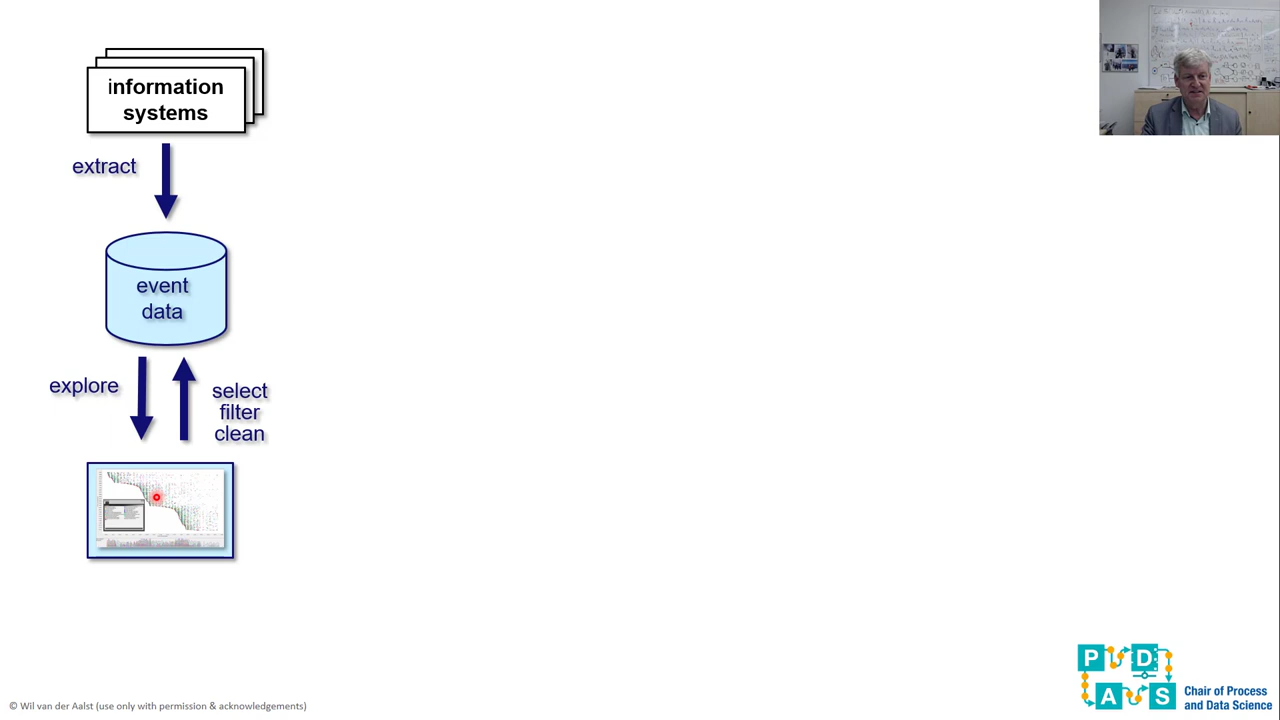 information
systems
extract
event
data
explore
select
filter
clean
© Wil van der Aalst (use only with permission & acknowledgements)
P D
A S
Chair of Process
and Data Science